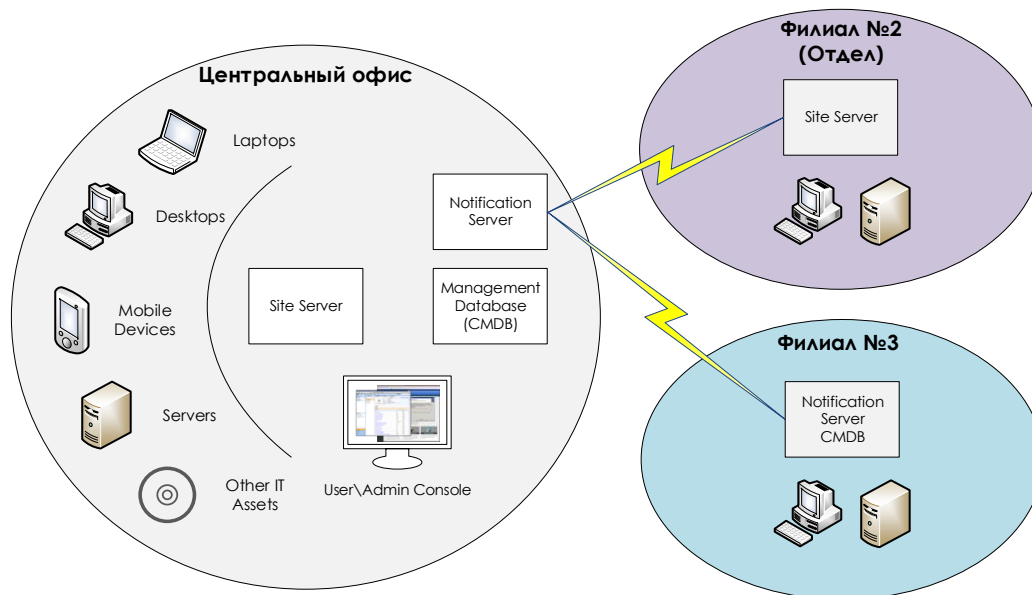 Центральный офис
Laptops
Desktops
Mobile
Devices
Servers
Other IT
Assets
Site Server
Notification
Server
Management
Database
(CMDB)
User\Admin Console
Филиал №2
(Отдел)
Site Server
Филиал №3
Notification
Server
CMDB